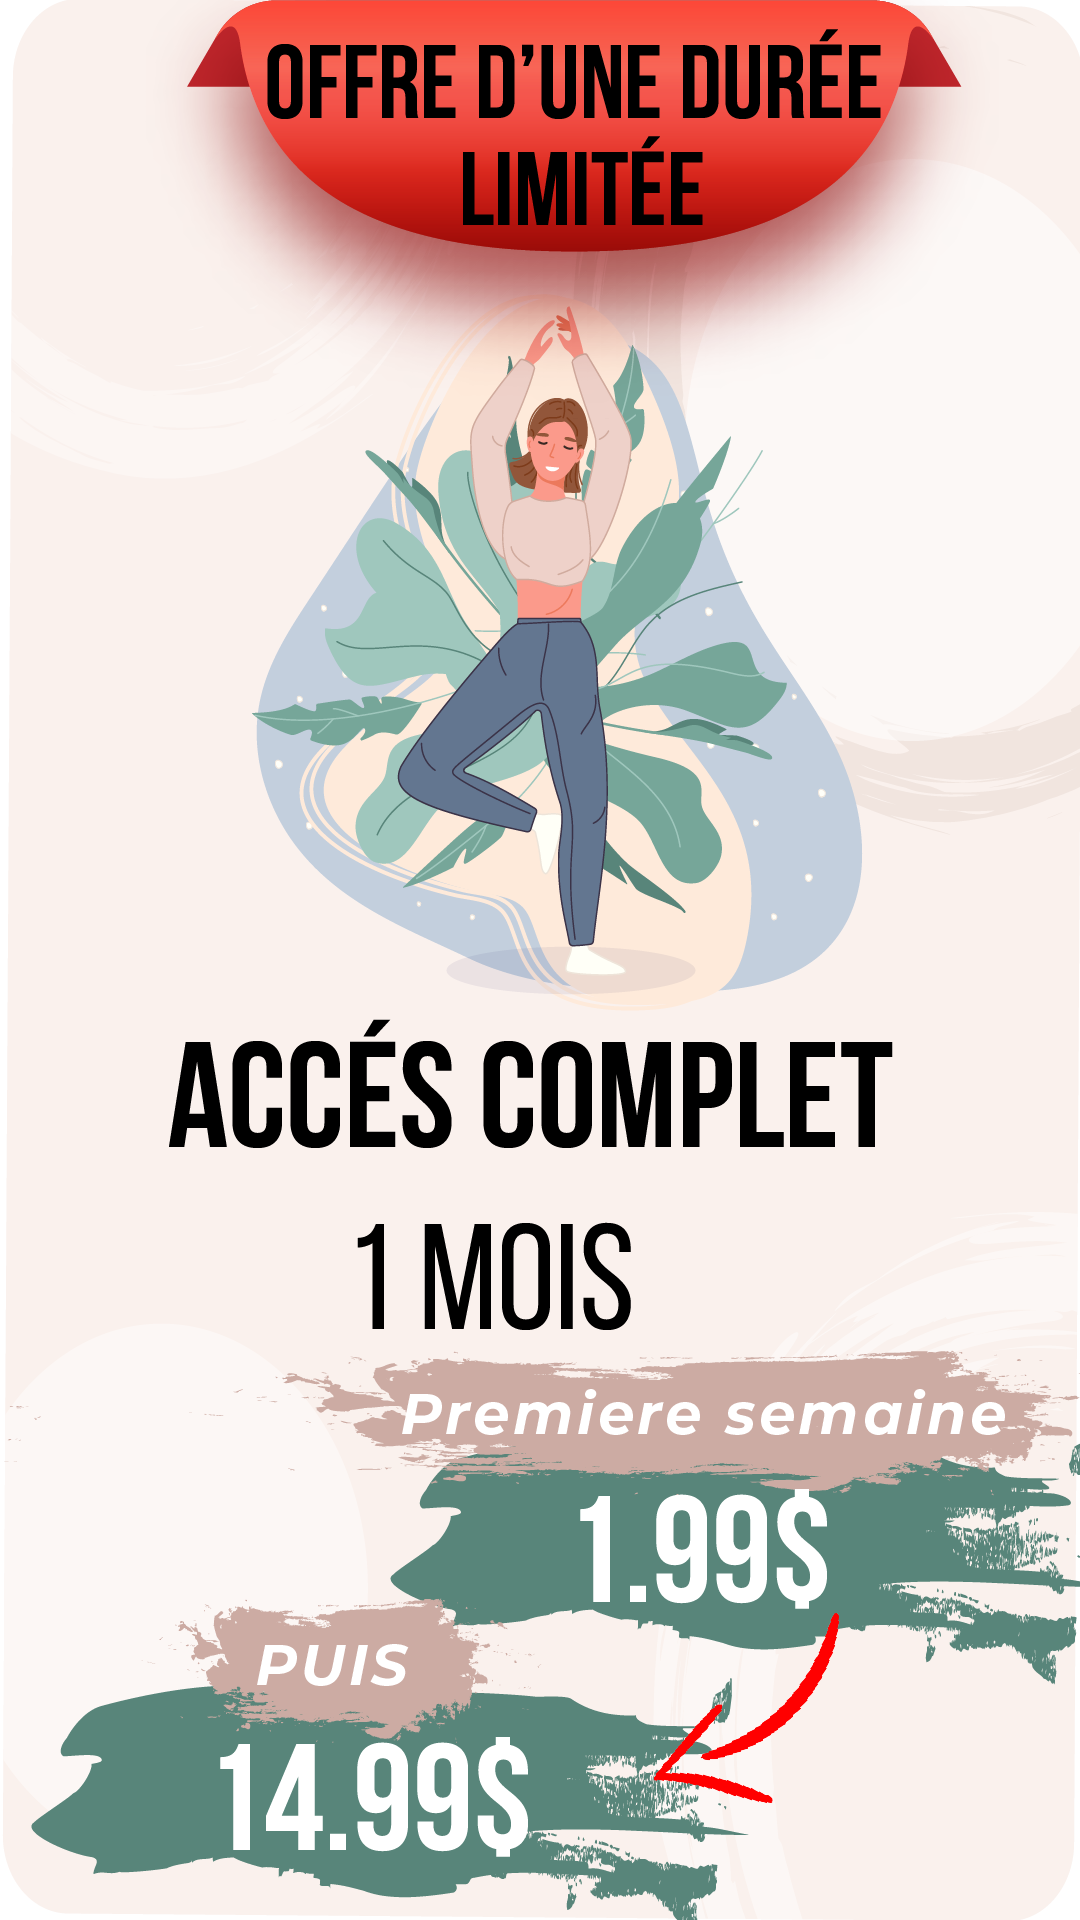 OFFRE D’UNE DURÉE
LIMITÉE
ACCÉS COMPLET
1 MOIS
Premiere semaine
1.99$
PUIS
14.99$